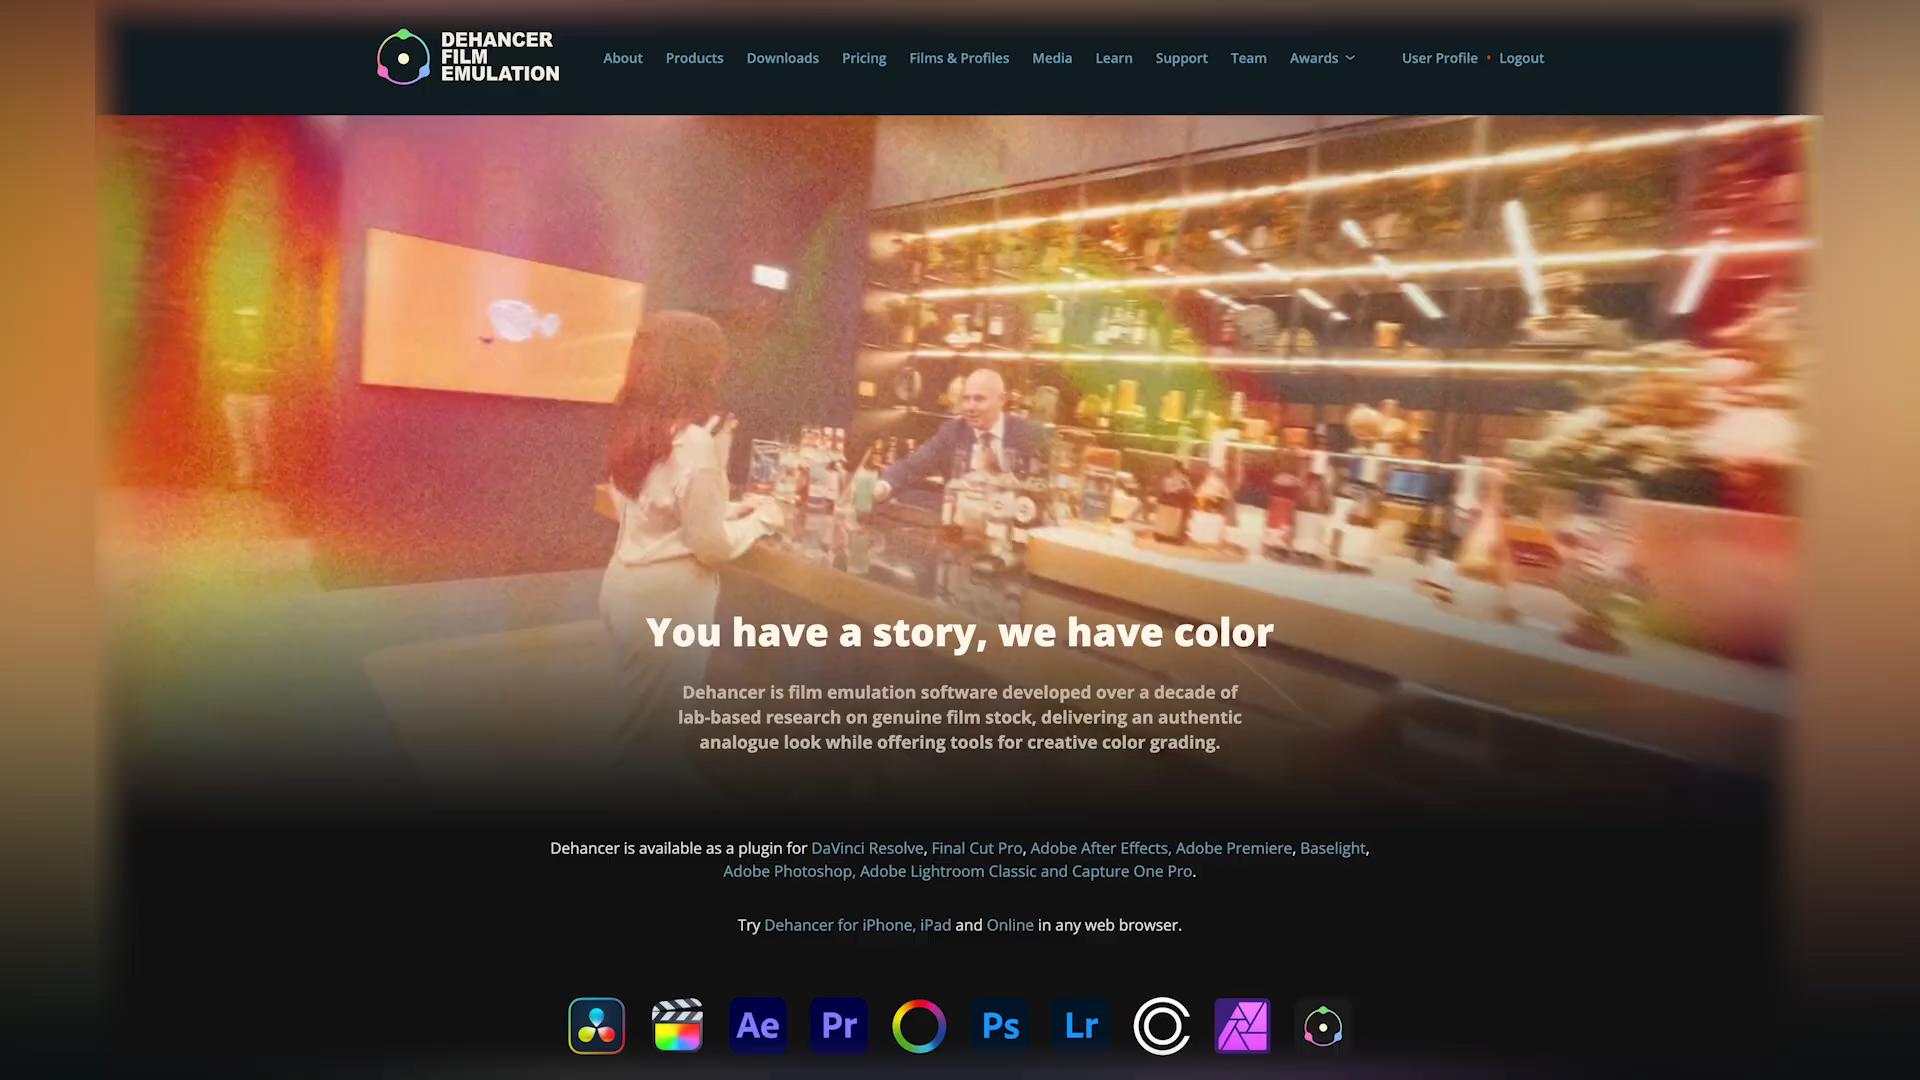 DEHANCER
FILM
EMULATION
About Products Downloads Pricing Films & Profiles Media Learn Support Team Awards User Profile • Logout
You have a story, we have color
Dehancer is film emulation software developed over a decade of
lab-based research on genuine film stock, delivering an authentic
analogue look while offering tools for creative color grading.
Dehancer is available as a plugin for DaVinci Resolve, Final Cut Pro, Adobe After Effects, Adobe Premiere, Baselight,
Adobe Photoshop, Adobe Lightroom Classic and Capture One Pro.
Try Dehancer for iPhone, iPad and Online in any web browser.
Ae Pr Ps Lr